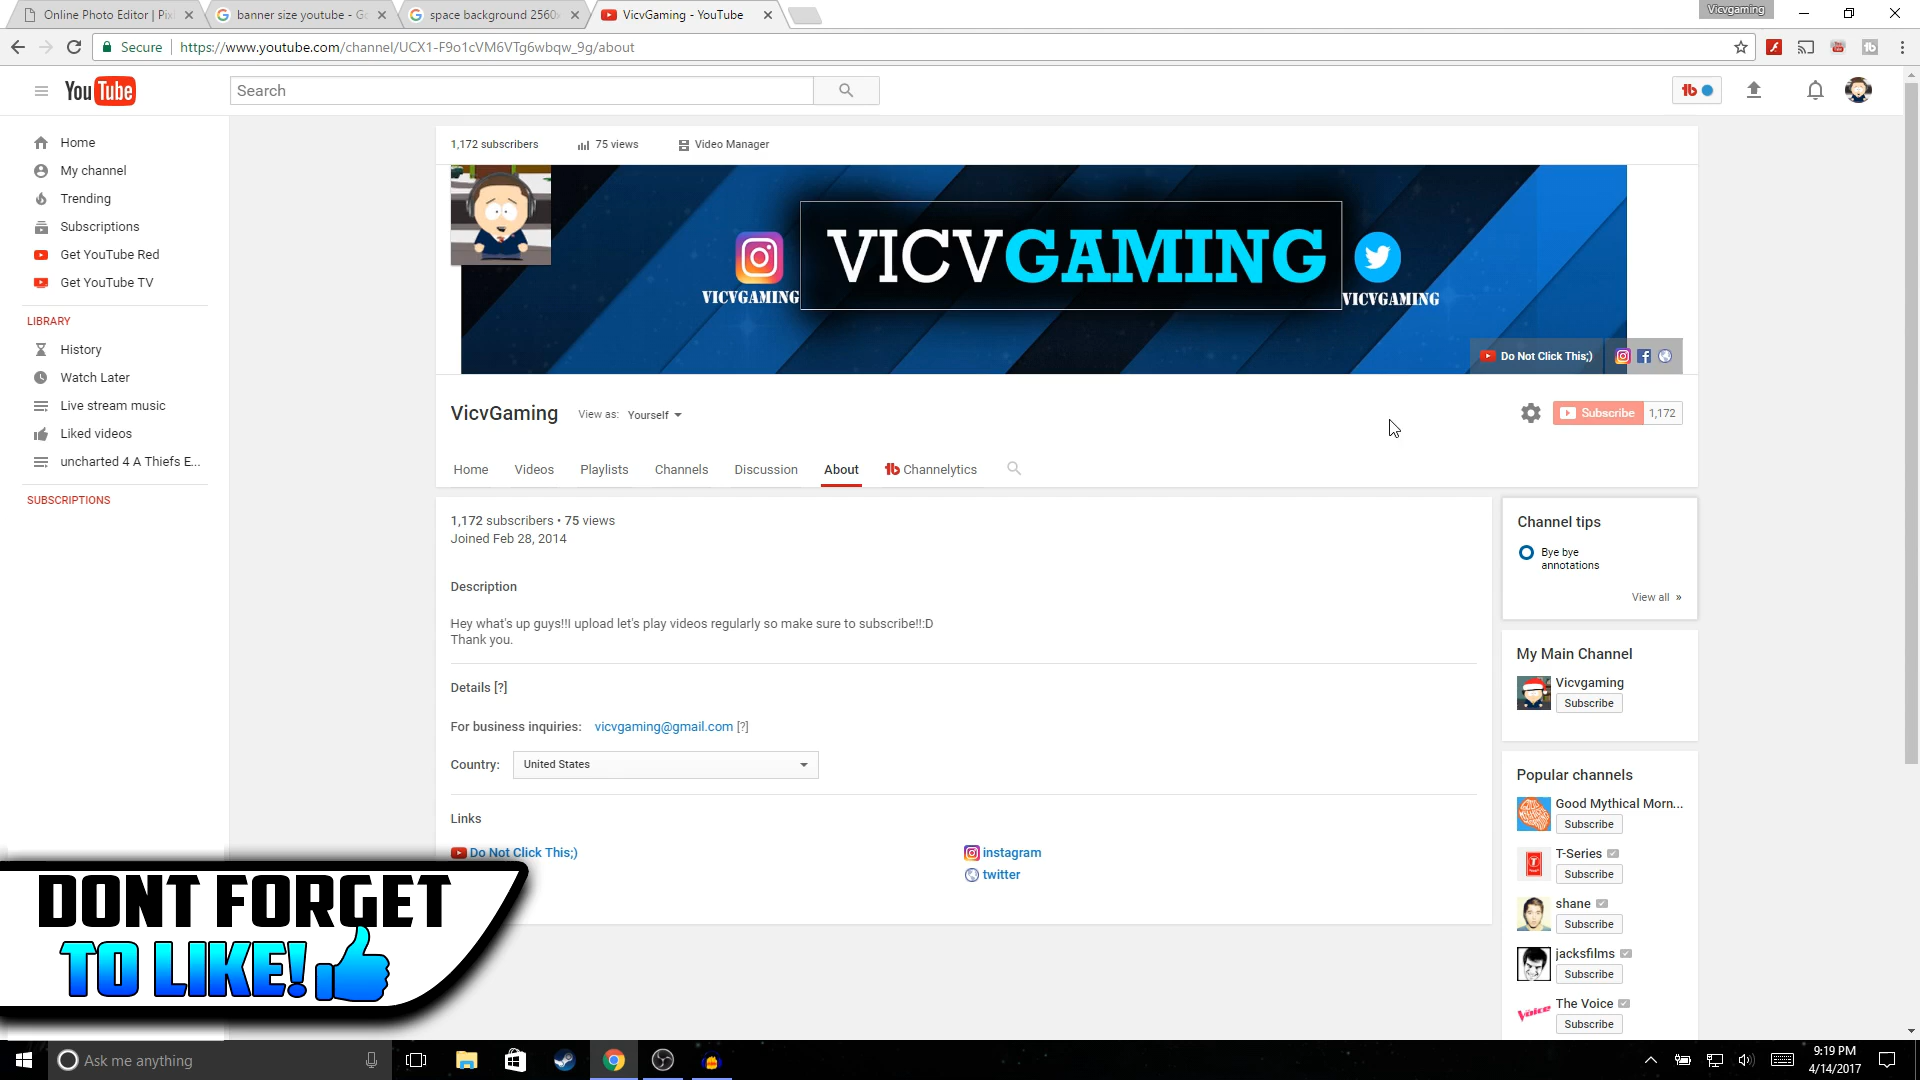 Online Photo Editor | Pix
banner size youtube - G
space background 2560
VicvGaming - YouTube
Vicvgaming
Secure
https://www.youtube.com/channel/UCX1-F9o1cVM6VTg6wbqw_9g/about
YouTube
Search
Home
My channel
Trending
Subscriptions
Get YouTube Red
Get YouTube TV
LIBRARY
History
Watch Later
Live stream music
Liked videos
uncharted 4 A Thiefs E...
SUBSCRIPTIONS
1,172 subscribers
75 views
Video Manager
VICVGAMING
VICVGAMING
VICVGAMING
Do Not Click This;)
VicvGaming
View as: Yourself
Subscribe 1,172
Home
Videos
Playlists
Channels
Discussion
About
Channelytics
1,172 subscribers • 75 views
Joined Feb 28, 2014
Description
Hey what's up guys!!I upload let's play videos regularly so make sure to subscribe!!:D
Thank you.
Details [?]
For business inquiries: vicvgaming@gmail.com [?]
Country: United States
Links
Do Not Click This;)
instagram
twitter
Channel tips
Bye bye
annotations
View all »
My Main Channel
Vicvgaming
Subscribe
Popular channels
Good Mythical Morn...
Subscribe
T-Series
Subscribe
shane
Subscribe
jacksfilms
Subscribe
The Voice
Subscribe
DONT FORGET
TO LIKE!
Ask me anything
9:19 PM
4/14/2017